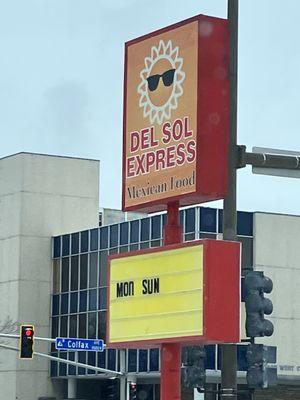 DEL SOL
EXPRESS
Mexican Food
MON SUN
Colfax